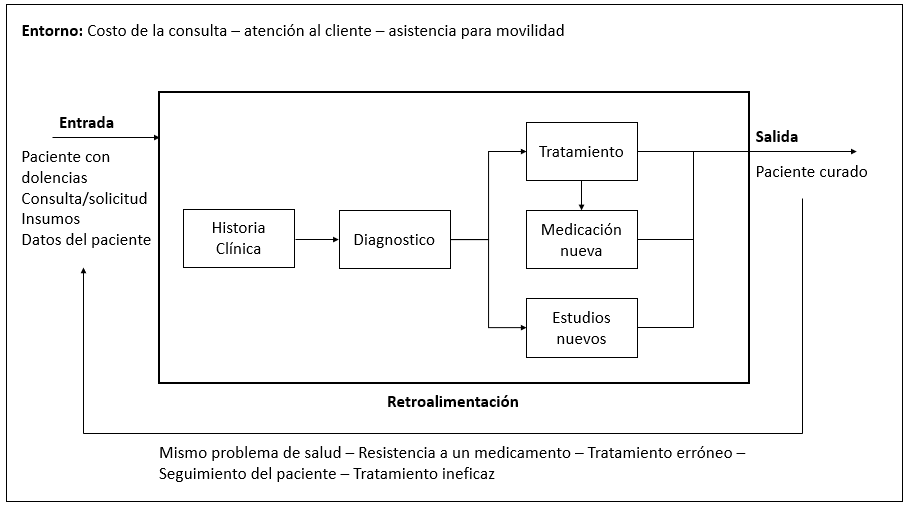 Entorno: Costo de la consulta – atención al cliente – asistencia para movilidad
Entrada
Paciente con
dolencias
Consulta/solicitud
Insumos
Datos del paciente
Historia
Clínica
Diagnostico
Tratamiento
Medicación
nueva
Estudios
nuevos
Salida
Paciente curado
Retroalimentación
Mismo problema de salud – Resistencia a un medicamento – Tratamiento erróneo –
Seguimiento del paciente – Tratamiento ineficaz